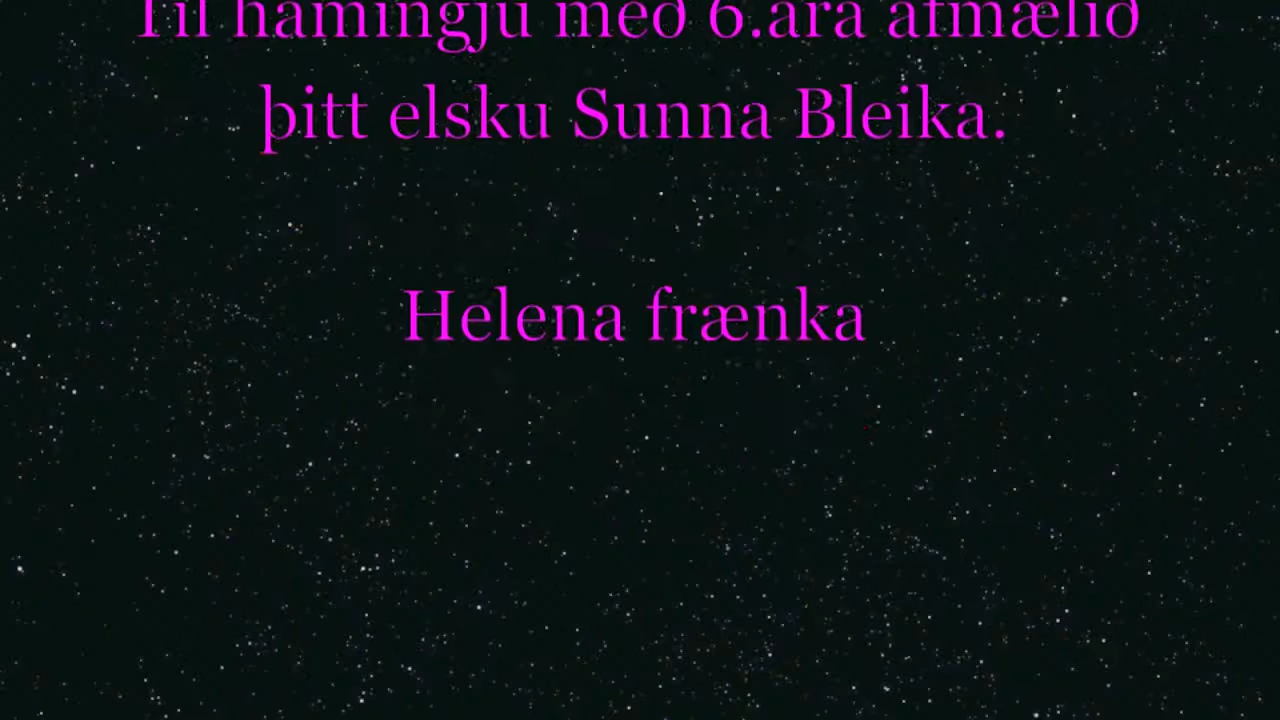 Til hamingju með 6.ára afmælið
þitt elsku Sunna Bleika.
Helena frænka